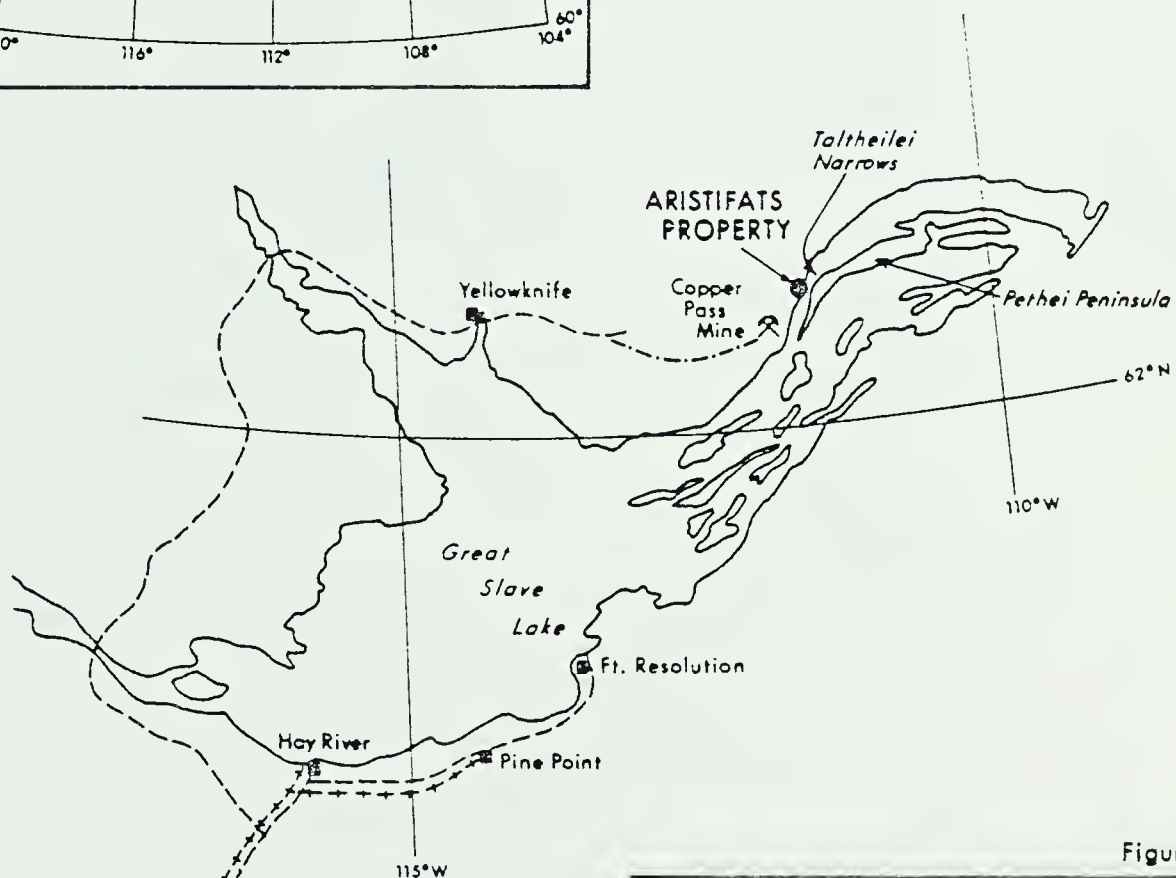 60°
0°
116°
112°
108°
104°
Taltheilei
Narrows
ARISTIFATS
PROPERTY
Copper
Pass
Mine
Yellowknife
Pethei Peninsula
62° N
110° W
Great
Slave
Lake
Ft. Resolution
Hay River
Pine Point
115° W